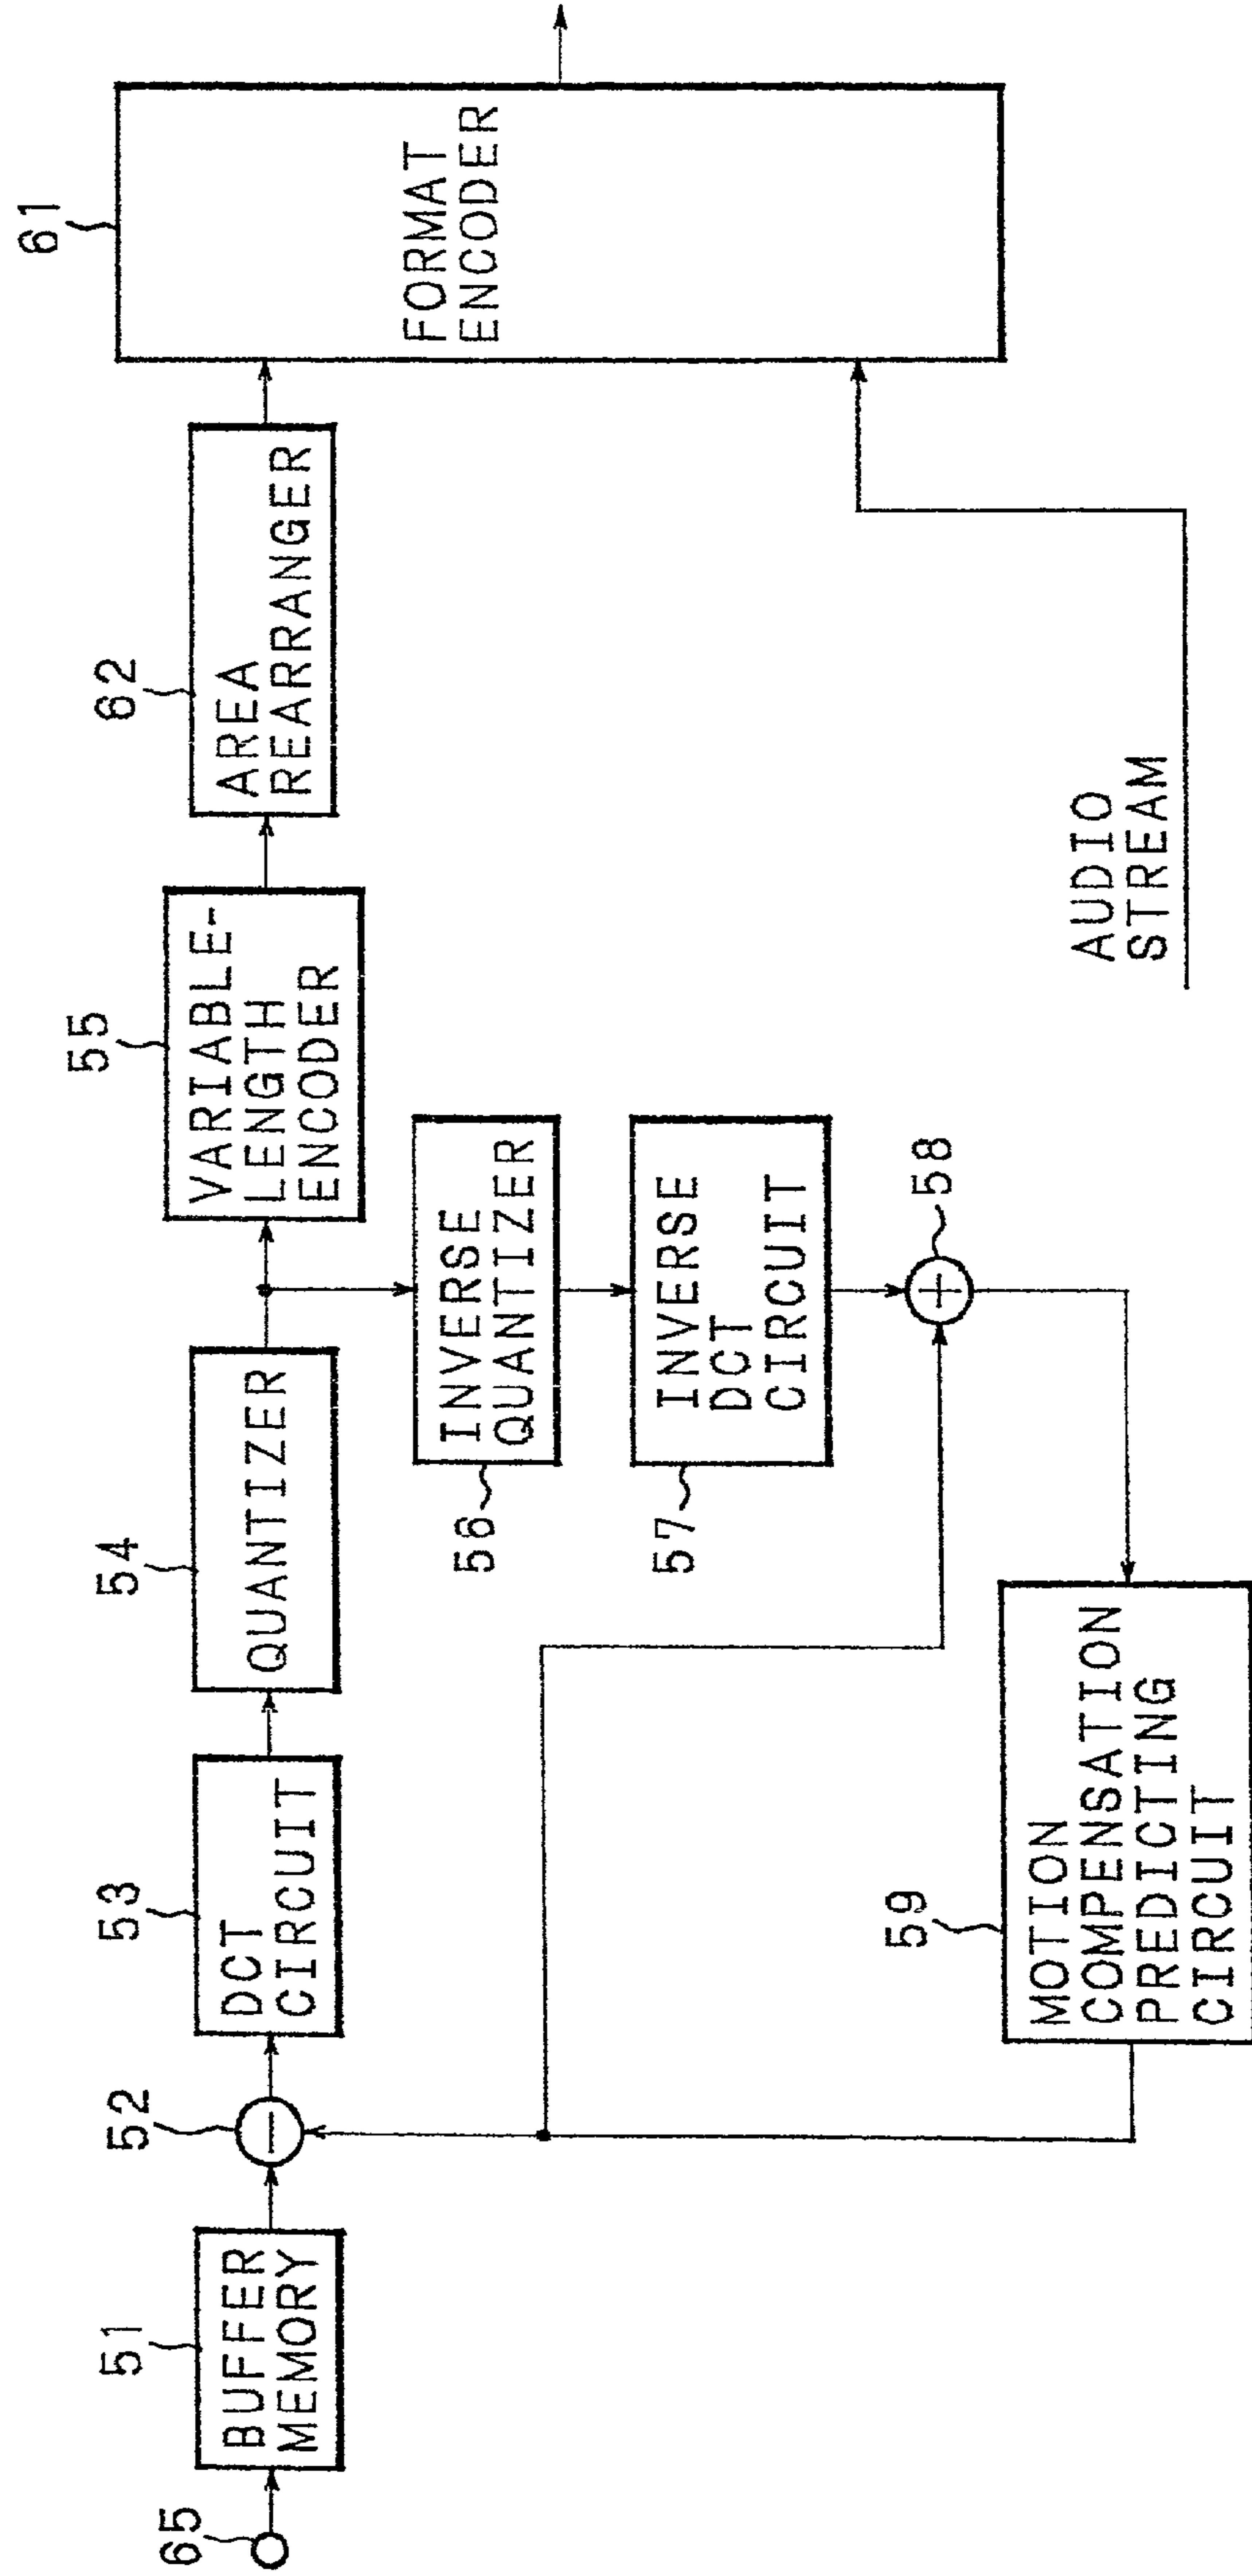 65
51
BUFFER
MEMORY
52
53
DCT
CIRCUIT
54
QUANTIZER
55
VARIABLE-
LENGTH
ENCODER
62
AREA
REARRANGER
61
FORMAT
ENCODER
56
INVERSE
QUANTIZER
57
INVERSE
DCT
CIRCUIT
58
59
MOTION
COMPENSATION
PREDICTING
CIRCUIT
AUDIO
STREAM